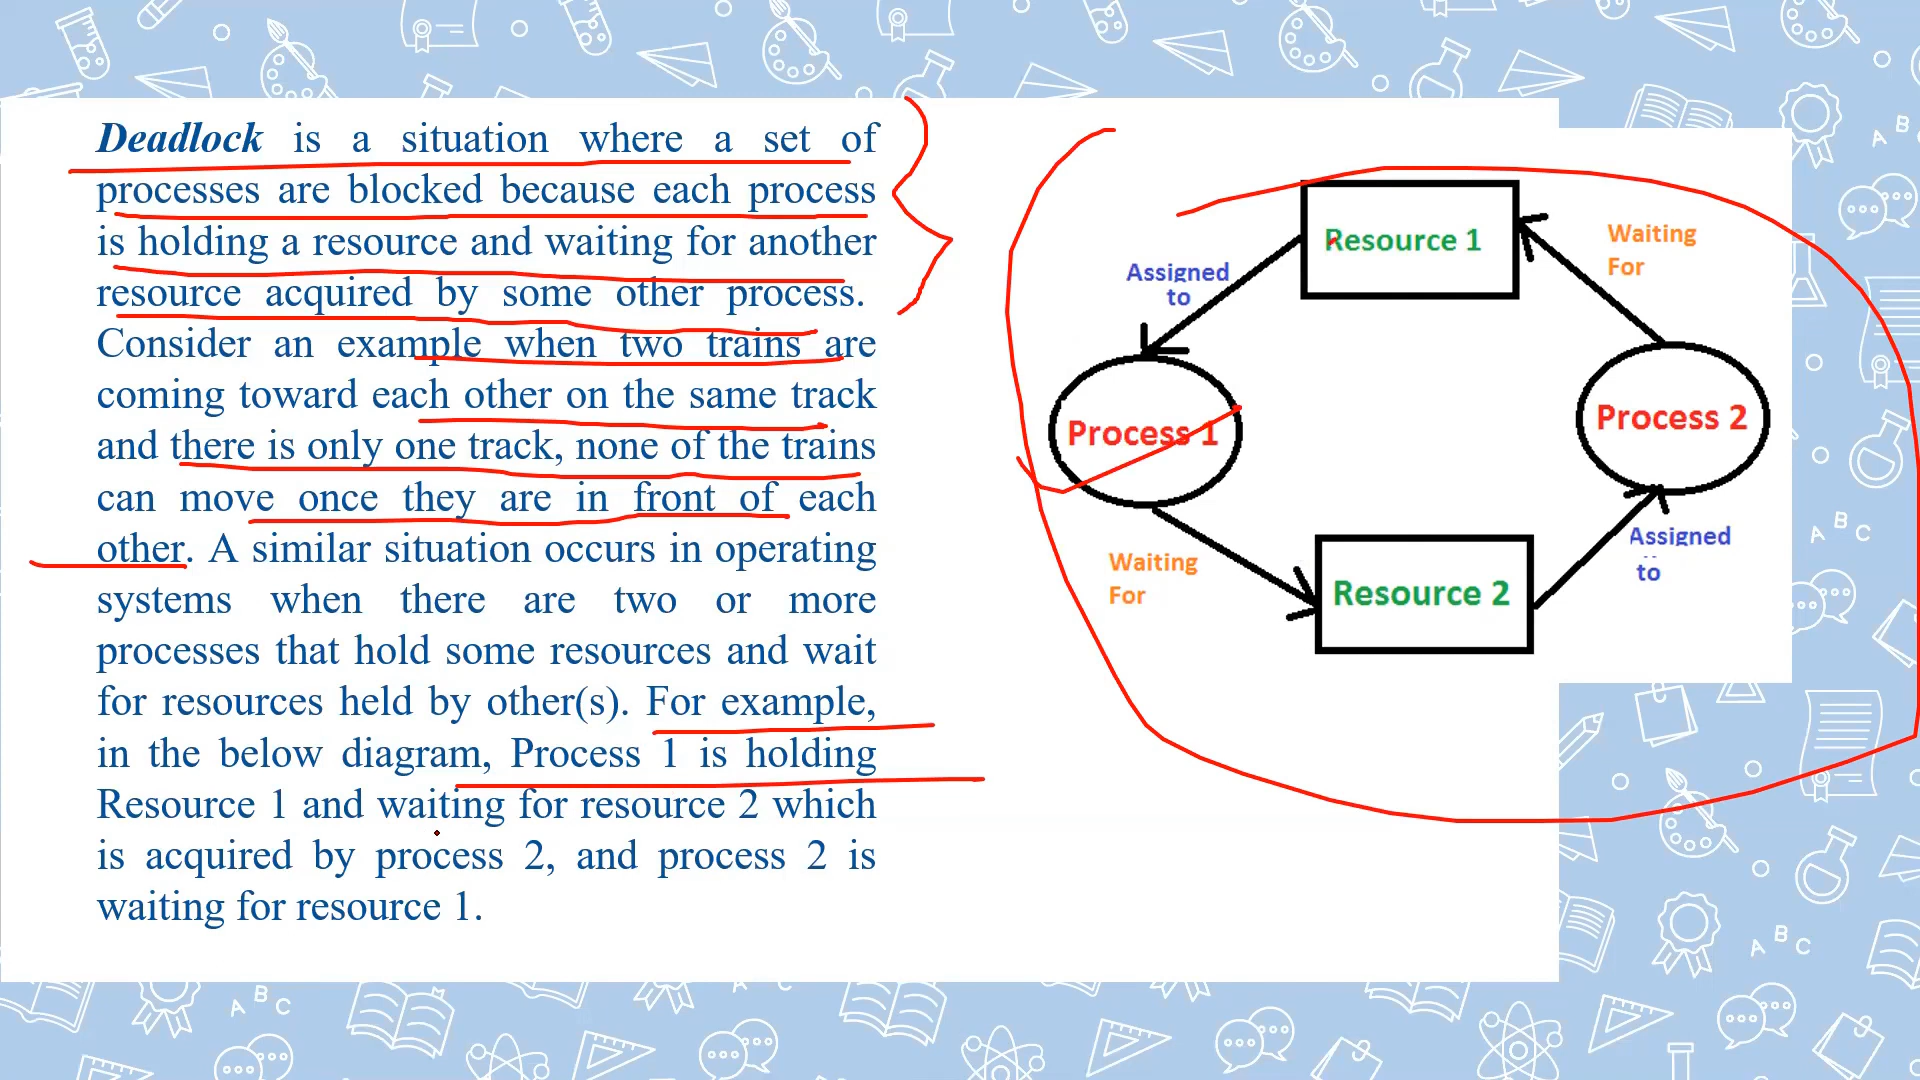 Deadlock is a situation where a set of
processes are blocked because each process
is holding a resource and waiting for another
resource acquired by some other process.
Consider an example when two trains are
coming toward each other on the same track
and there is only one track, none of the trains
can move once they are in front of each
other. A similar situation occurs in operating
systems when there are two or more
processes that hold some resources and wait
for resources held by other(s). For example,
in the below diagram, Process 1 is holding
Resource 1 and waiting for resource 2 which
is acquired by process 2, and process 2 is
waiting for resource 1.
Resource 1
Waiting
For
Assigned
to
Process 1
Process 2
Waiting
For
Resource 2
Assigned
to
A B C
A B C
A B C
A B C